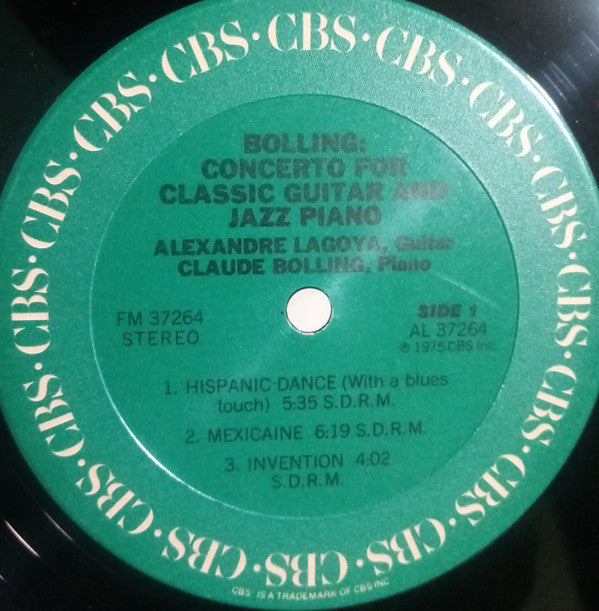 CBS · CBS · CBS · CBS · CBS · CBS · CBS · CBS · CBS · CBS · CBS · CBS · CBS · CBS · CBS · CBS · CBS ·
BOLLING:
CONCERTO FOR
CLASSIC GUITAR AND
JAZZ PIANO
ALEXANDRE LAGOYA, Guitar
CLAUDE BOLLING, Piano
FM 37264
STEREO
SIDE 1
AL 37264
℗ 1975 CBS Inc.
1. HISPANIC DANCE (With a blues
touch) 5:35 S.D.R.M.
2. MEXICAINE 6:19 S.D.R.M.
3. INVENTION 4:02
S.D.R.M.
CBS IS A TRADEMARK OF CBS INC